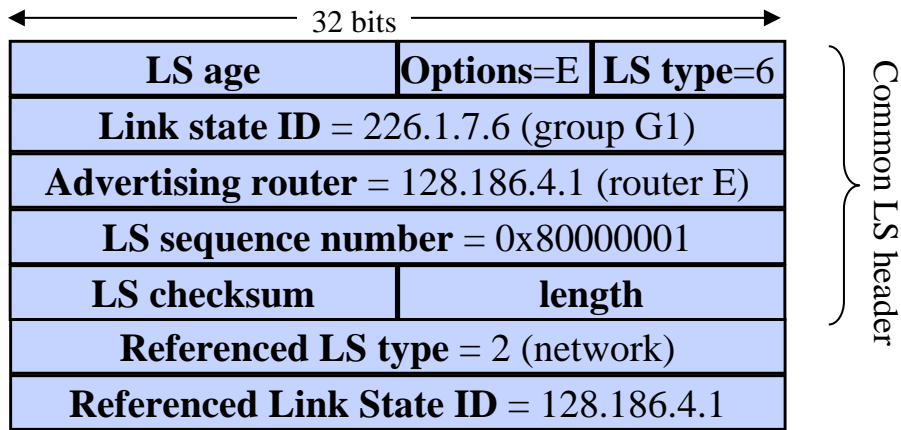 32 bits
LS age Options=E LS type=6
Link state ID = 226.1.7.6 (group G1)
Advertising router = 128.186.4.1 (router E)
LS sequence number = 0x80000001
LS checksum length
Referenced LS type = 2 (network)
Referenced Link State ID = 128.186.4.1
Common LS header